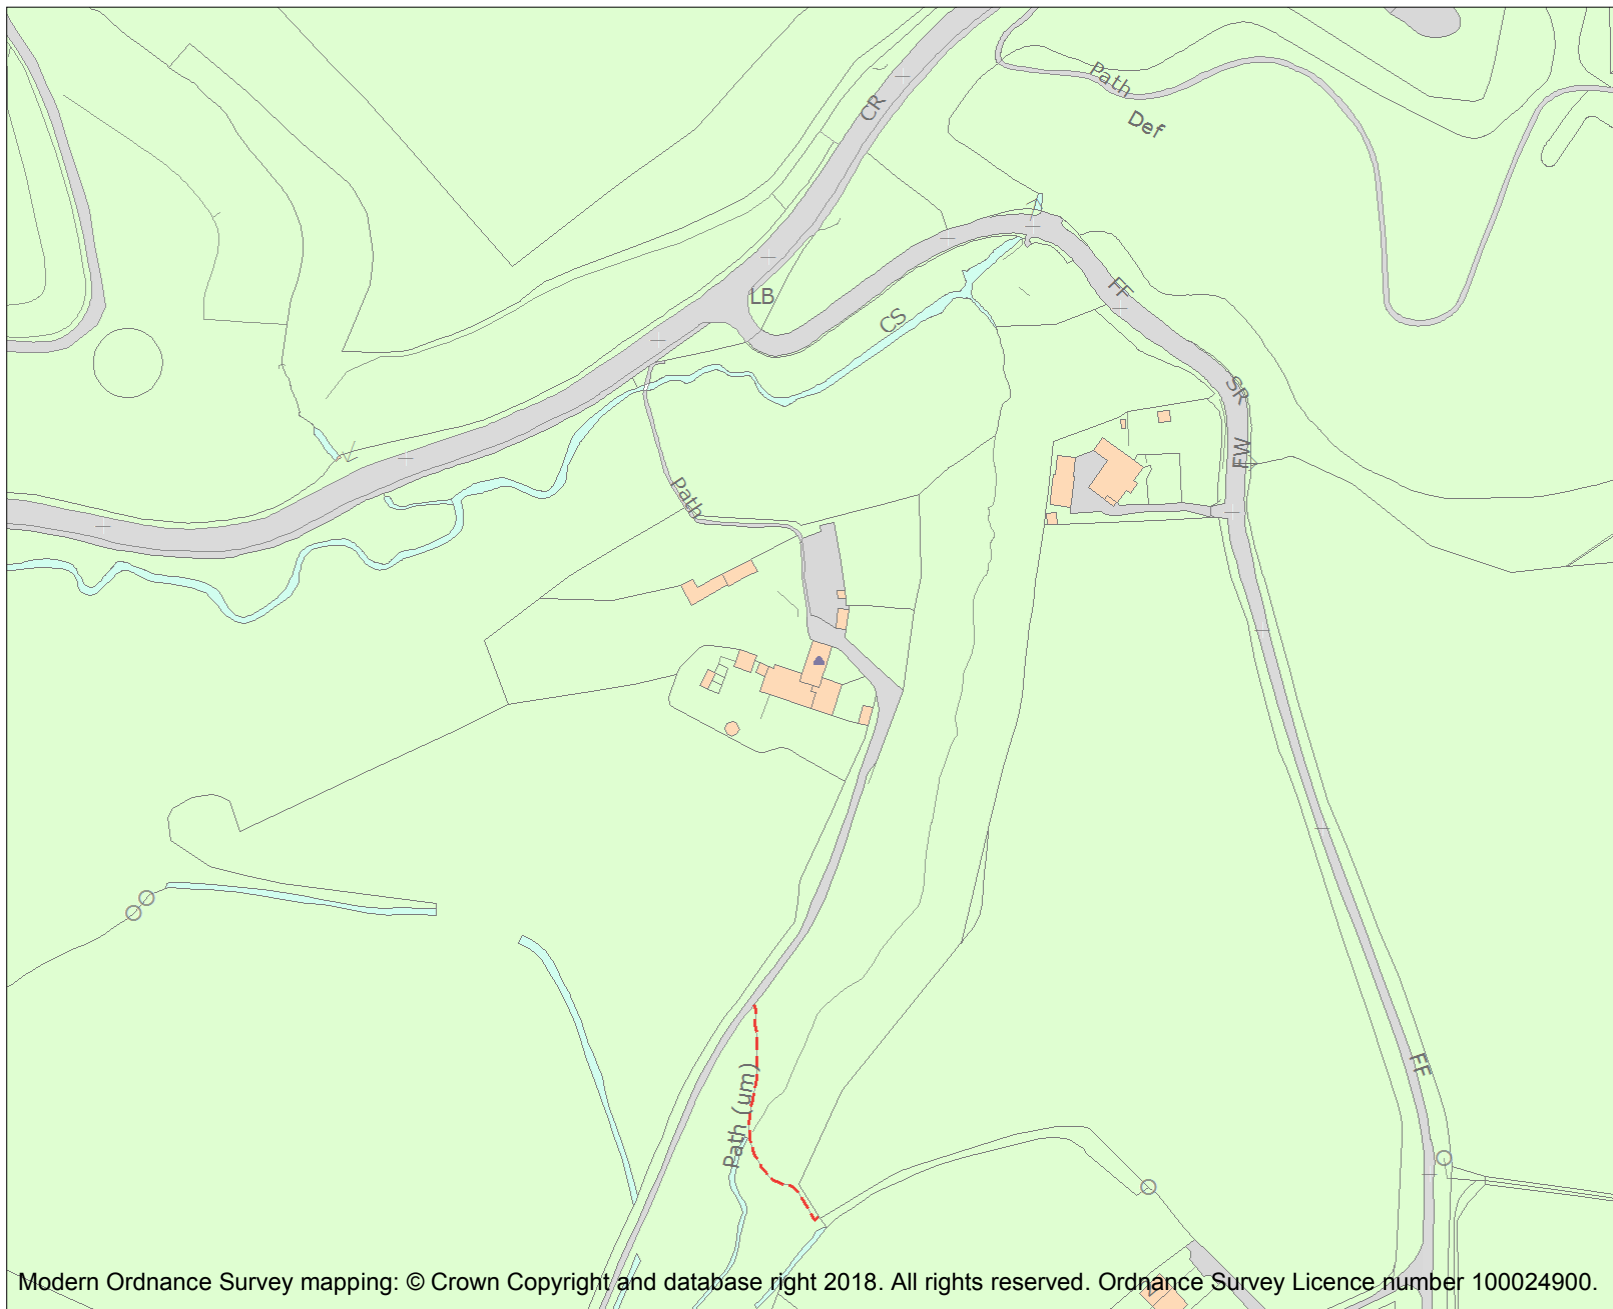 Path
Def
CR
LB
CS
FF
SR
FW
Path
FF
Path (um)
Modern Ordnance Survey mapping: © Crown Copyright and database right 2018. All rights reserved. Ordnance Survey Licence number 100024900.